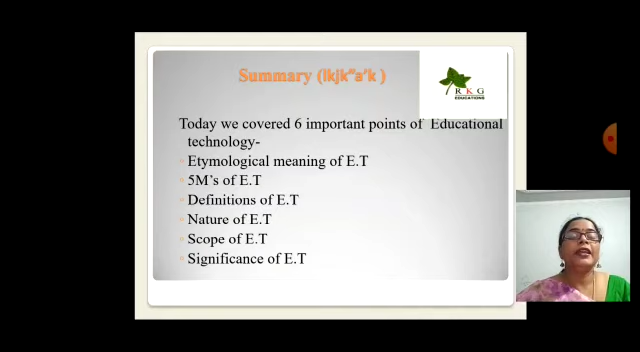 Summary (lkjk"a'k )
R K G
EDUCATIONS
Today we covered 6 important points of Educational
technology-
Etymological meaning of E.T
5M's of E.T
Definitions of E.T
Nature of E.T
Scope of E.T
Significance of E.T